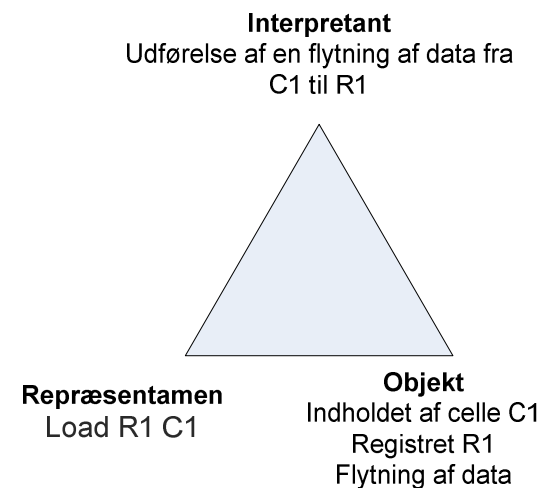 Interpretant
Udførelse af en flytning af data fra
C1 til R1
Repræsentamen
Load R1 C1
Objekt
Indholdet af celle C1
Registret R1
Flytning af data